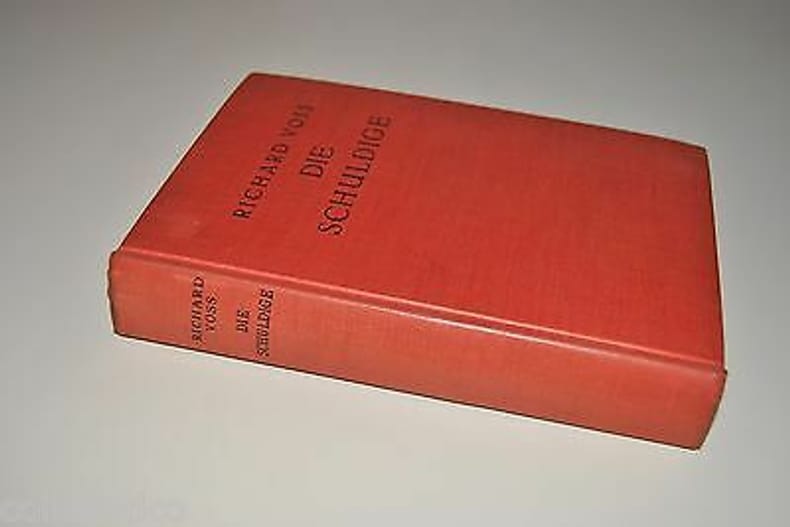 RICHARD VOSS
DIE
SCHULDIGE
RICHARD
VOSS
DIE
SCHULDIGE